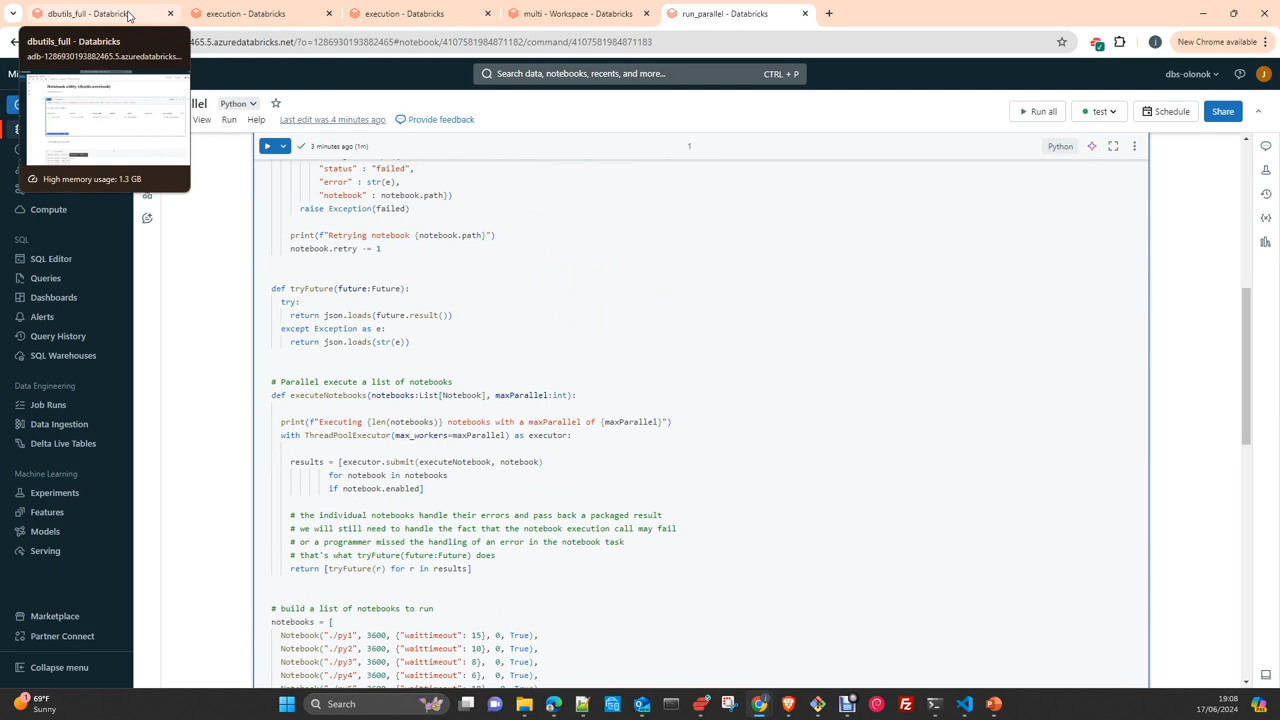 dbutils_full - Databricks
execution - Databricks
execution - Databricks
multi - Workspace - Databricks
run_parallel - Databricks
dbutils_full - Databricks
adb-1286930193882465.5.azuredatabricks...
465.5.azuredatabricks.net/?o=1286930193882465#notebook/4107581984871182/command/4107581984871183
New Chrome available
High memory usage: 1.3 GB
Search data, notebooks, recents, and more...
CTRL + P
dbs-olonok
J
Python
Run all
test
Schedule
Share
View
Run
Help
Last edit was 4 minutes ago
Provide feedback
3 minutes ago (1m)
1
Python
Compute
SQL
SQL Editor
Queries
Dashboards
Alerts
Query History
SQL Warehouses
Data Engineering
Job Runs
Data Ingestion
Delta Live Tables
Machine Learning
Experiments
Features
Models
Serving
Marketplace
Partner Connect
Collapse menu
"status" : "failed",
"error" : str(e),
"notebook" : notebook.path})
raise Exception(failed)
print(f"Retrying notebook {notebook.path}")
notebook.retry -= 1
def tryFuture(future:Future):
try:
return json.loads(future.result())
except Exception as e:
return json.loads(str(e))
# Parallel execute a list of notebooks
def executeNotebooks(notebooks:List[Notebook], maxParallel:int):
print(f"Executing {len(notebooks)} notebooks with a maxParallel of {maxParallel}")
with ThreadPoolExecutor(max_workers=maxParallel) as executor:
results = [executor.submit(executeNotebook, notebook)
for notebook in notebooks
if notebook.enabled]
# the individual notebooks handle their errors and pass back a packaged result
# we will still need to handle the fact that the notebook execution call may fail
# or a programmer missed the handling of an error in the notebook task
# that's what tryFuture(future:Future) does
return [tryFuture(r) for r in results]
# build a list of notebooks to run
notebooks = [
Notebook("./py1", 3600, {"waittimeout": 15}, 0, True),
Notebook("./py2", 3600, {"waittimeout": 10}, 0, True),
Notebook("./py3", 3600, {"waittimeout": 8}, 0, True),
Notebook("./py4", 3600, {"waittimeout": 6}, 0, True),
69°F
Sunny
Search
19:08
17/06/2024